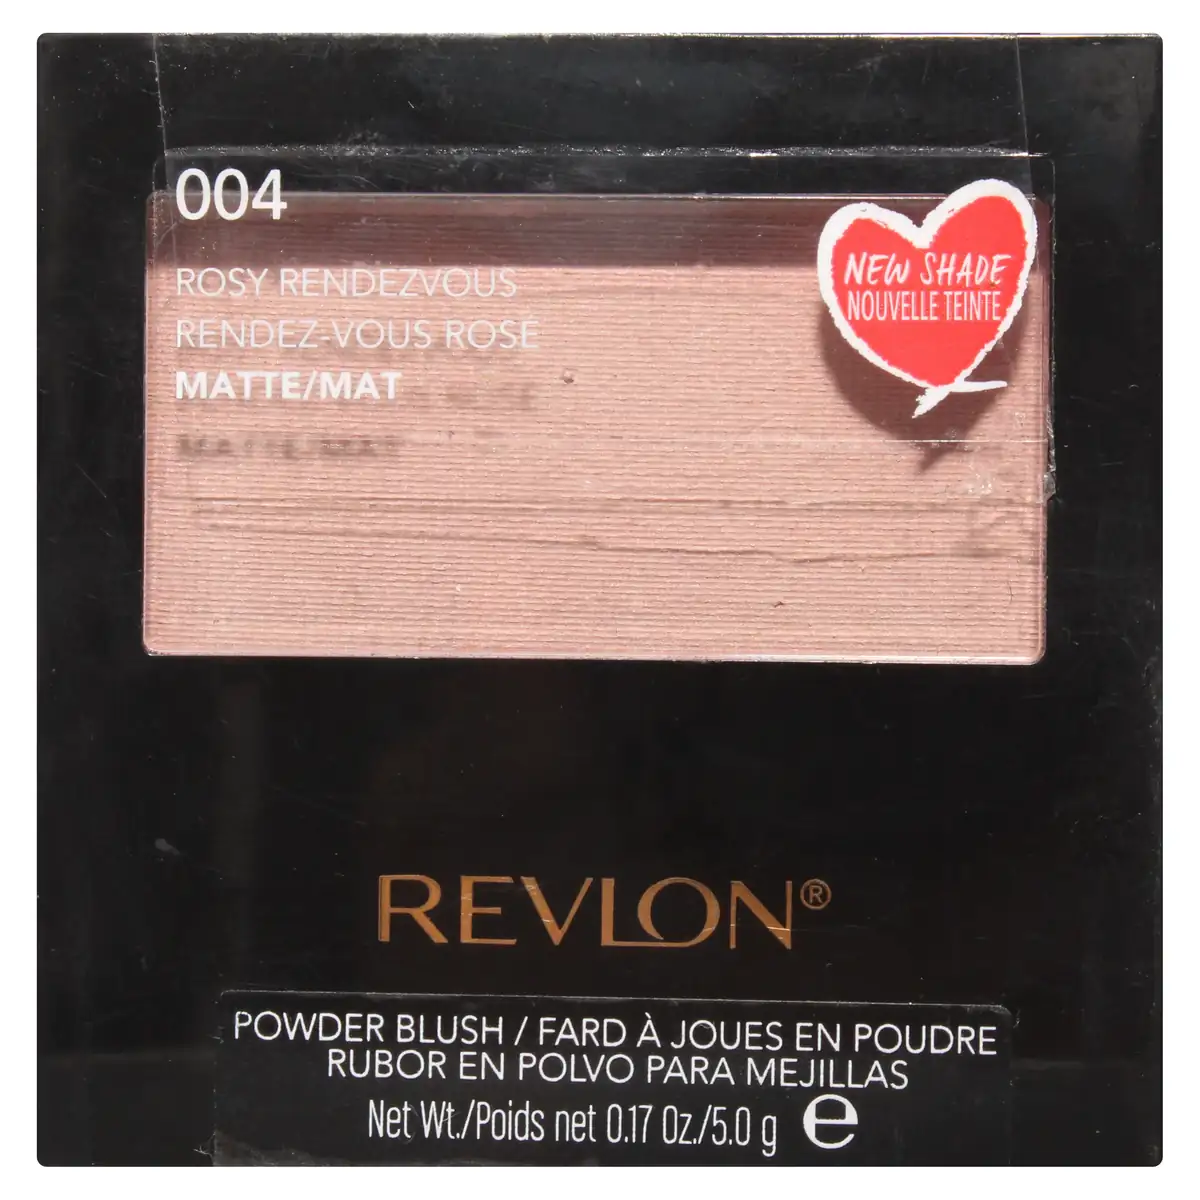 004
ROSY RENDEZVOUS
RENDEZ-VOUS ROSE
MATTE/MAT
NEW SHADE
NOUVELLE TEINTE
REVLON®
POWDER BLUSH / FARD À JOUES EN POUDRE
RUBOR EN POLVO PARA MEJILLAS
Net Wt./Poids net 0.17 Oz./5.0 g ℮